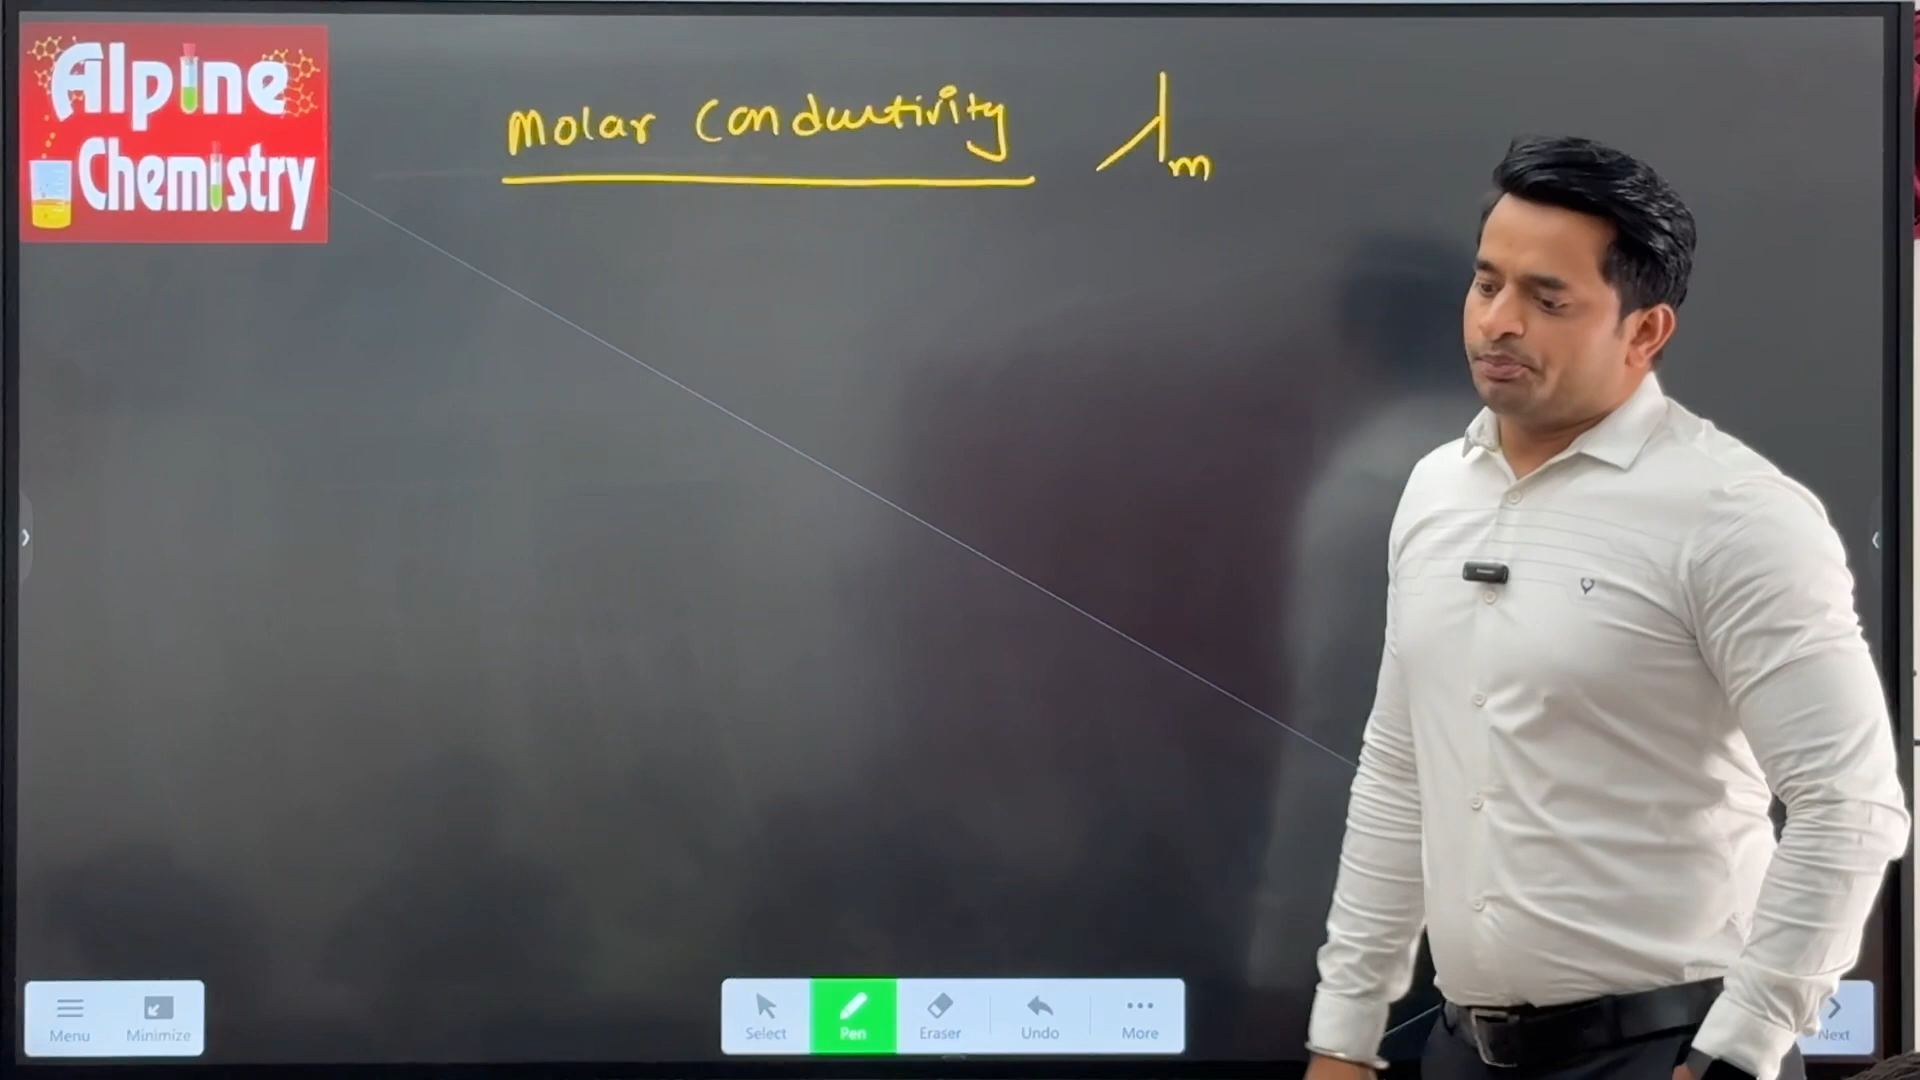 Alpine
Chemistry
Molar Conductivity λm
Menu
Minimize
Select
Pen
Eraser
Undo
More
Next